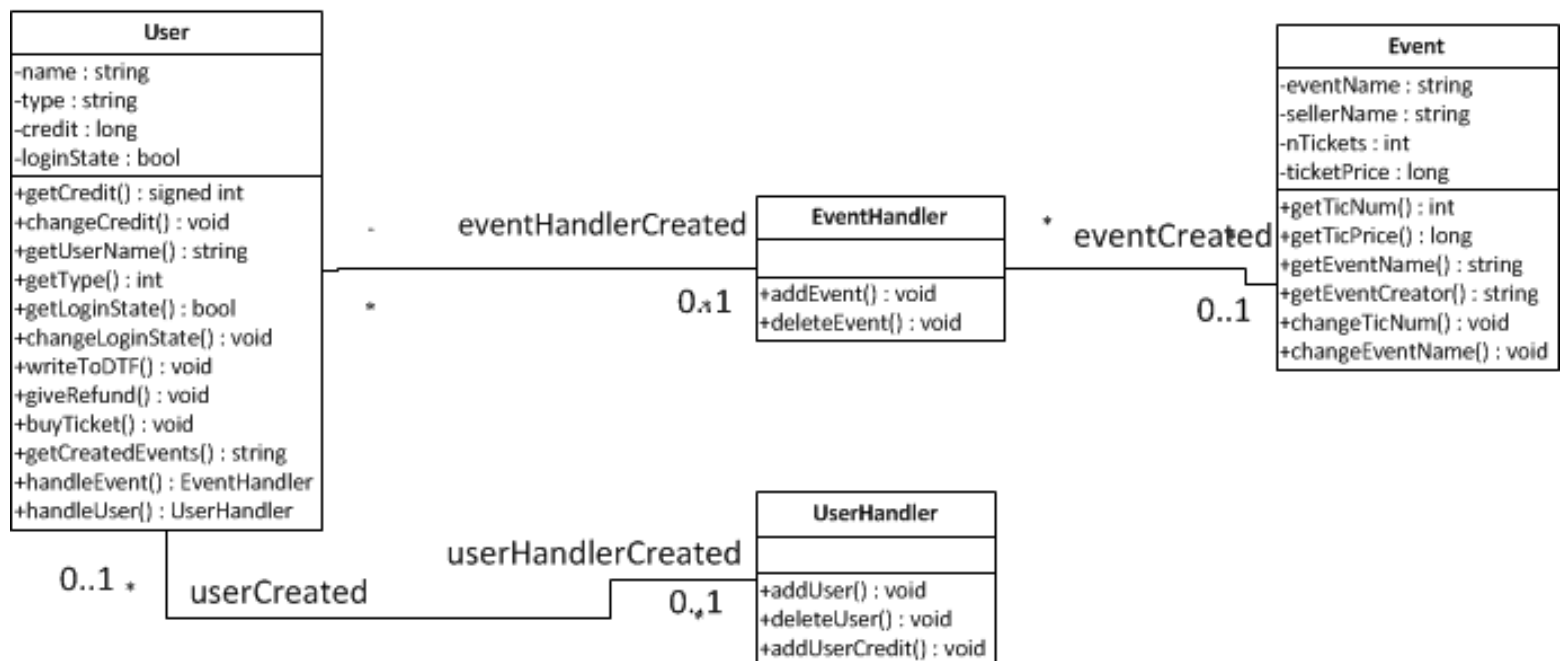 User
-name : string
-type : string
-credit : long
-loginState : bool
+getCredit() : signed int
+changeCredit() : void
+getUserName() : string
+getType() : int
+getLoginState() : bool
+changeLoginState() : void
+writeToDTF() : void
+giveRefund() : void
+buyTicket() : void
+getCreatedEvents() : string
+handleEvent() : EventHandler
+handleUser() : UserHandler
-
*
eventHandlerCreated
0..1
*
EventHandler
+addEvent() : void
+deleteEvent() : void
*
eventCreated
*
0..1
Event
-eventName : string
-sellerName : string
-nTickets : int
-ticketPrice : long
+getTicNum() : int
+getTicPrice() : long
+getEventName() : string
+getEventCreator() : string
+changeTicNum() : void
+changeEventName() : void
0..1 *
userCreated
userHandlerCreated
0..1
*
UserHandler
+addUser() : void
+deleteUser() : void
+addUserCredit() : void